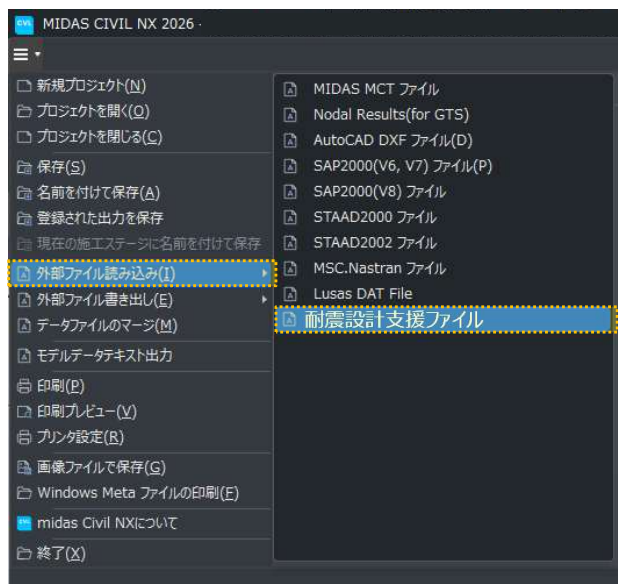 MIDAS CIVIL NX 2026 ·
新規プロジェクト(N)
プロジェクトを開く(O)
プロジェクトを閉じる(C)
保存(S)
名前を付けて保存(A)
登録された出力を保存
現在の施工ステージに名前を付けて保存
外部ファイル読み込み(I)
外部ファイル書き出し(E)
データファイルのマージ(M)
モデルデータテキスト出力
印刷(P)
印刷プレビュー(V)
プリンタ設定(R)
画像ファイルで保存(G)
Windows Meta ファイルの印刷(F)
midas Civil NXについて
終了(X)
MIDAS MCT ファイル
Nodal Results(for GTS)
AutoCAD DXF ファイル(D)
SAP2000(V6, V7) ファイル(P)
SAP2000(V8) ファイル
STAAD2000 ファイル
STAAD2002 ファイル
MSC.Nastran ファイル
Lusas DAT File
耐震設計支援ファイル